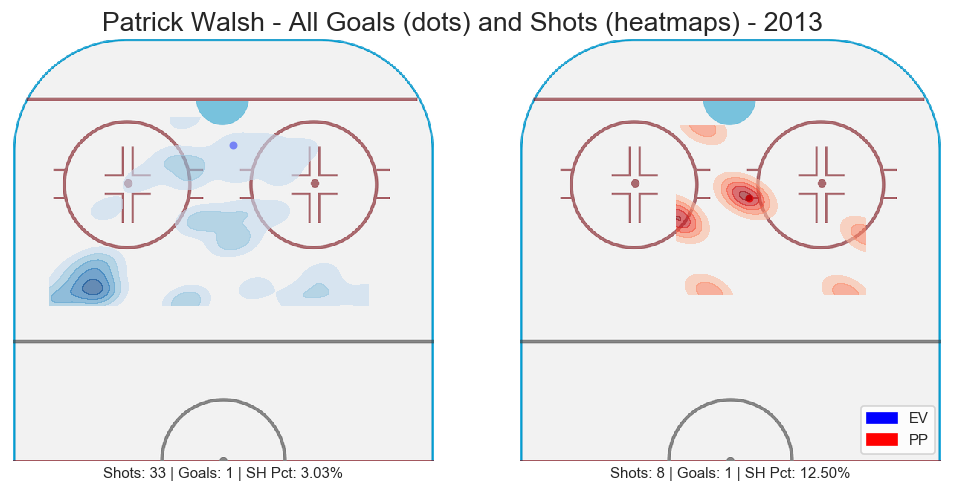 Patrick Walsh - All Goals (dots) and Shots (heatmaps) - 2013
EV
PP
Shots: 33 | Goals: 1 | SH Pct: 3.03%
Shots: 8 | Goals: 1 | SH Pct: 12.50%